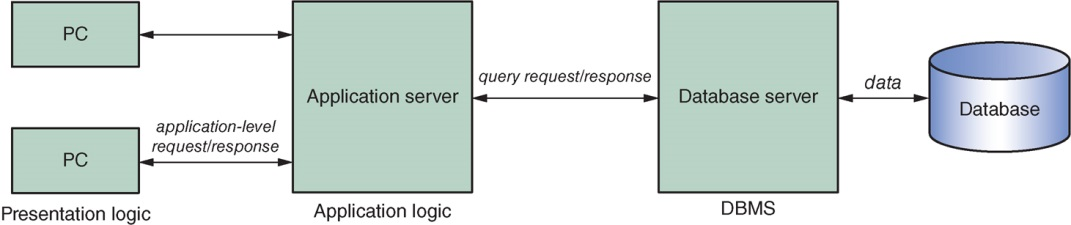 PC
Application server
query request/response
Database server
data
Database
PC
application-level
request/response
Presentation logic
Application logic
DBMS